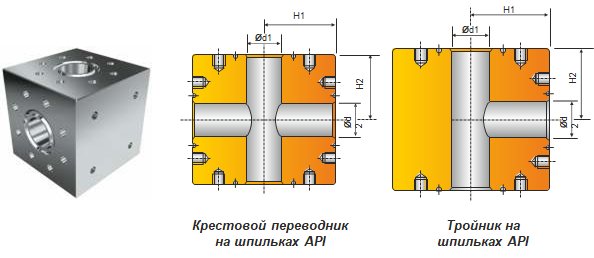 H1
Ød1
H2
Ød
2
Крестовой переводник
на шпильках API
H1
Ød1
H2
Ød
2
Тройник на
шпильках API